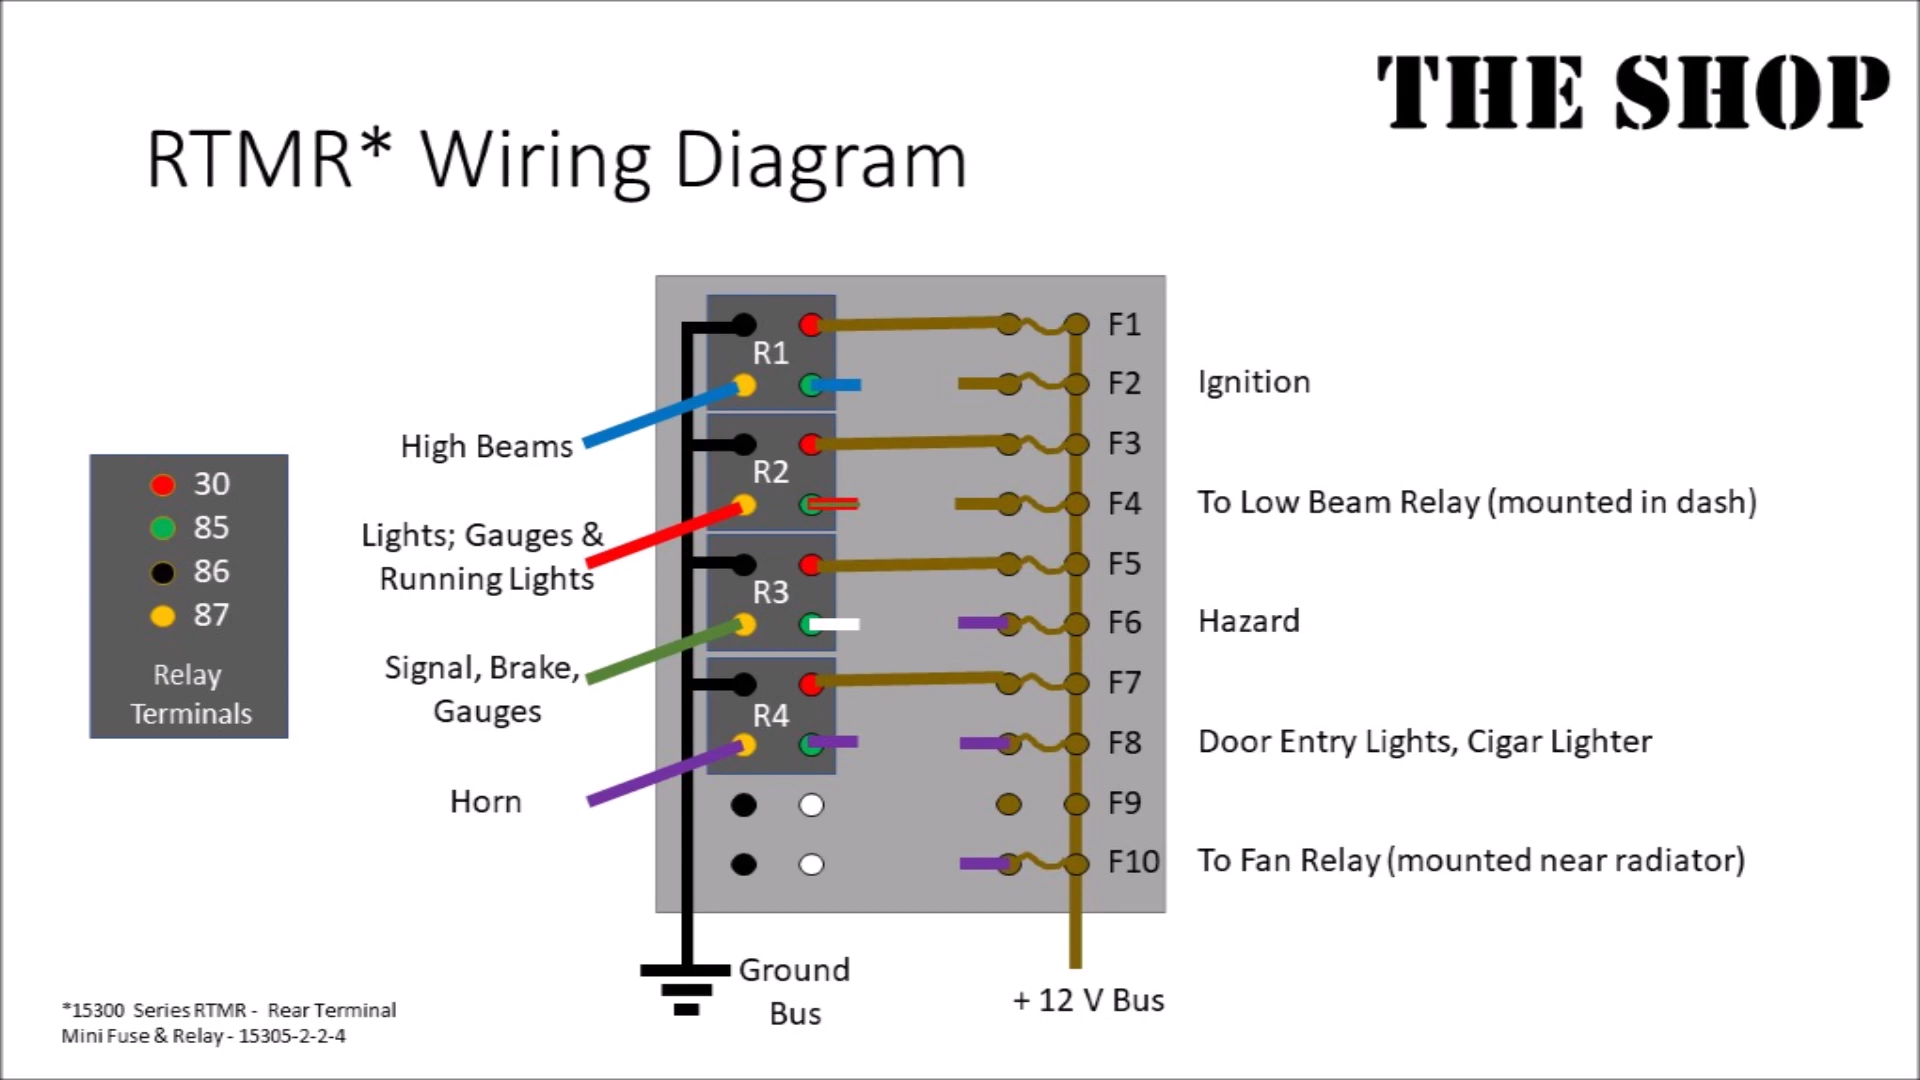 THE SHOP
RTMR* Wiring Diagram
30
85
86
87
Relay
Terminals
High Beams
Lights; Gauges &
Running Lights
Signal, Brake,
Gauges
Horn
R1
R2
R3
R4
F1
F2
F3
F4
F5
F6
F7
F8
F9
F10
Ignition
To Low Beam Relay (mounted in dash)
Hazard
Door Entry Lights, Cigar Lighter
To Fan Relay (mounted near radiator)
Ground
Bus
+ 12 V Bus
*15300 Series RTMR - Rear Terminal
Mini Fuse & Relay - 15305-2-2-4